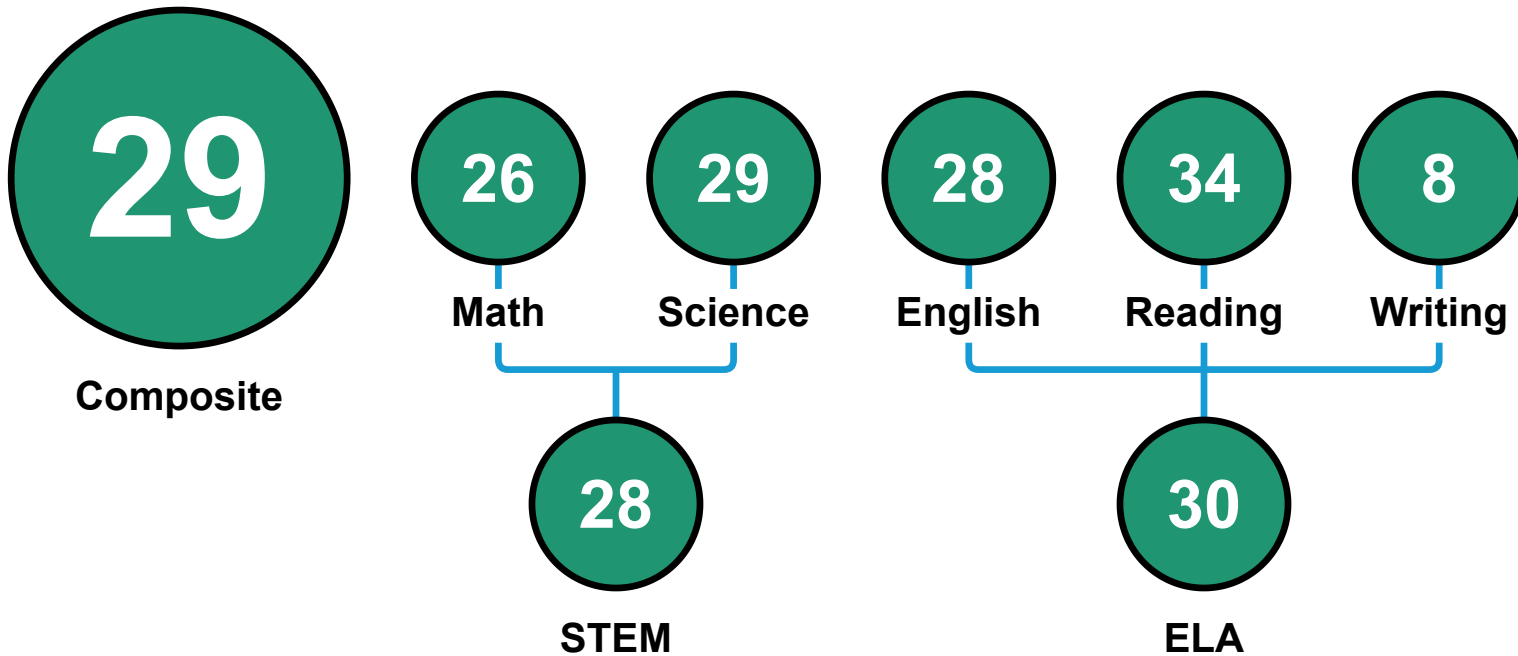 29
Composite
26
29
28
34
8
Math
Science
English
Reading
Writing
28
30
STEM
ELA